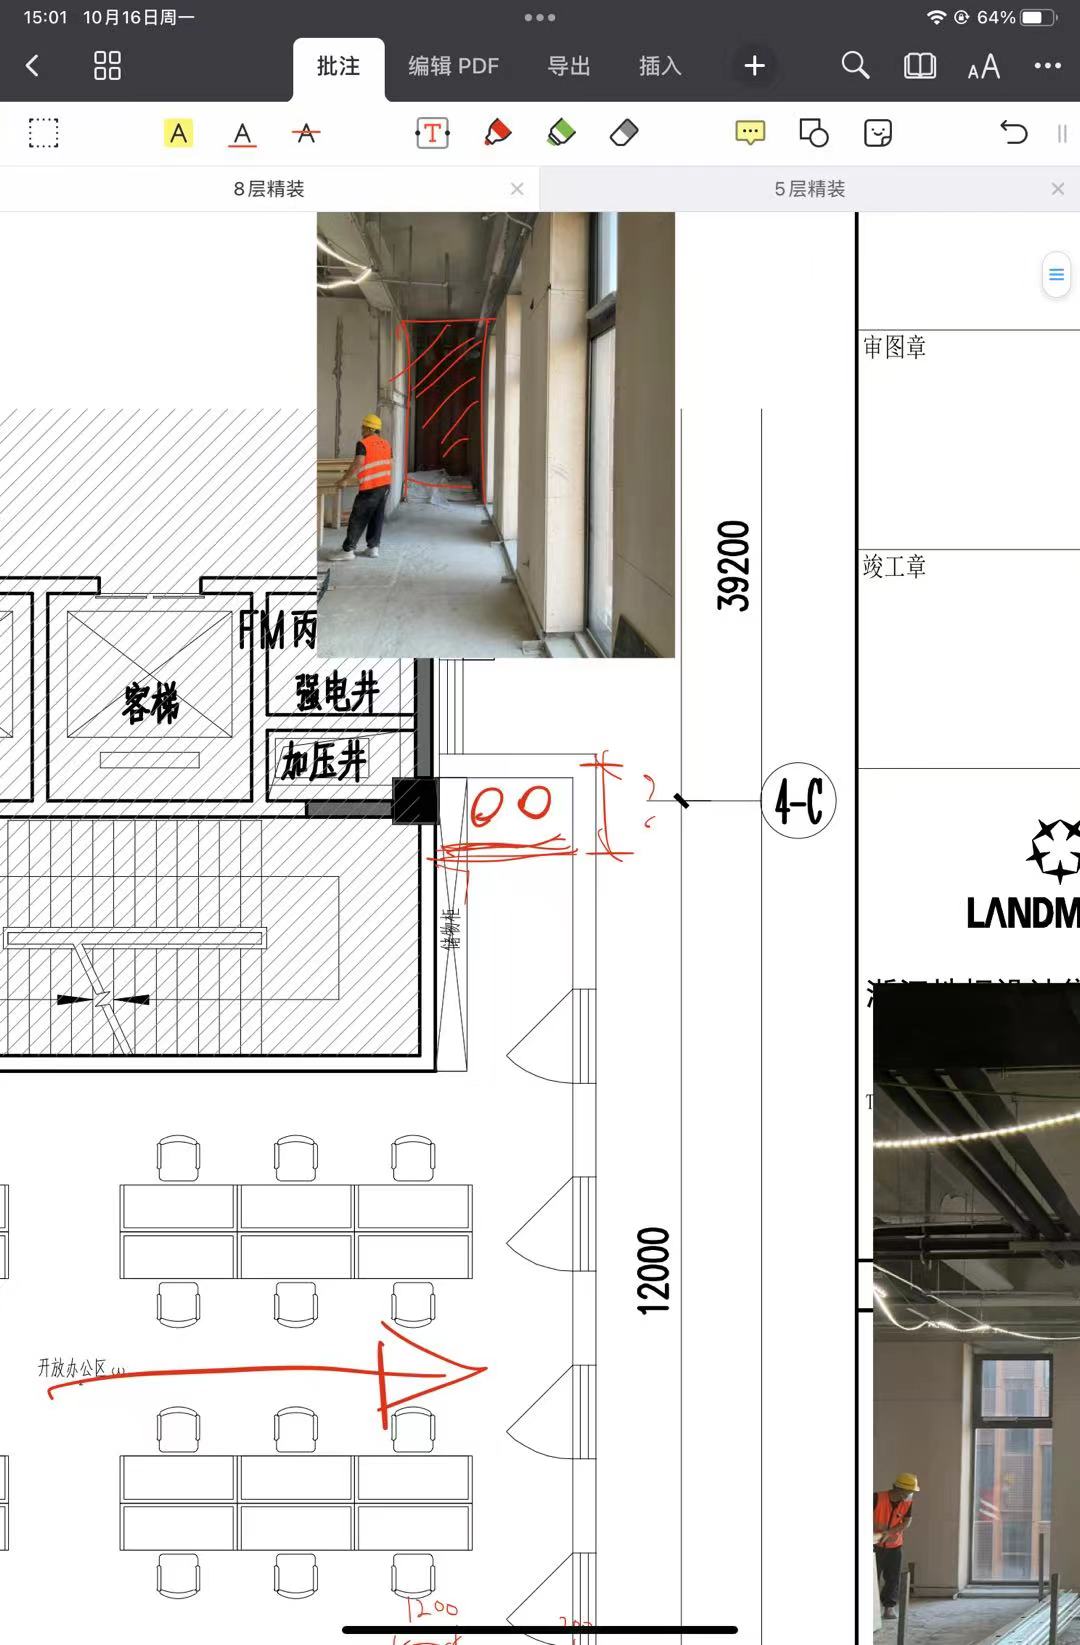 15:01 10月16日周一
64%
批注 编辑 PDF 导出 插入
A A A T
AA
8层精装
5层精装
审图章
39200
竣工章
FM丙
强电井
客梯
加压井
?
4-C
储物柜
LANDM
12000
开放办公区
1200